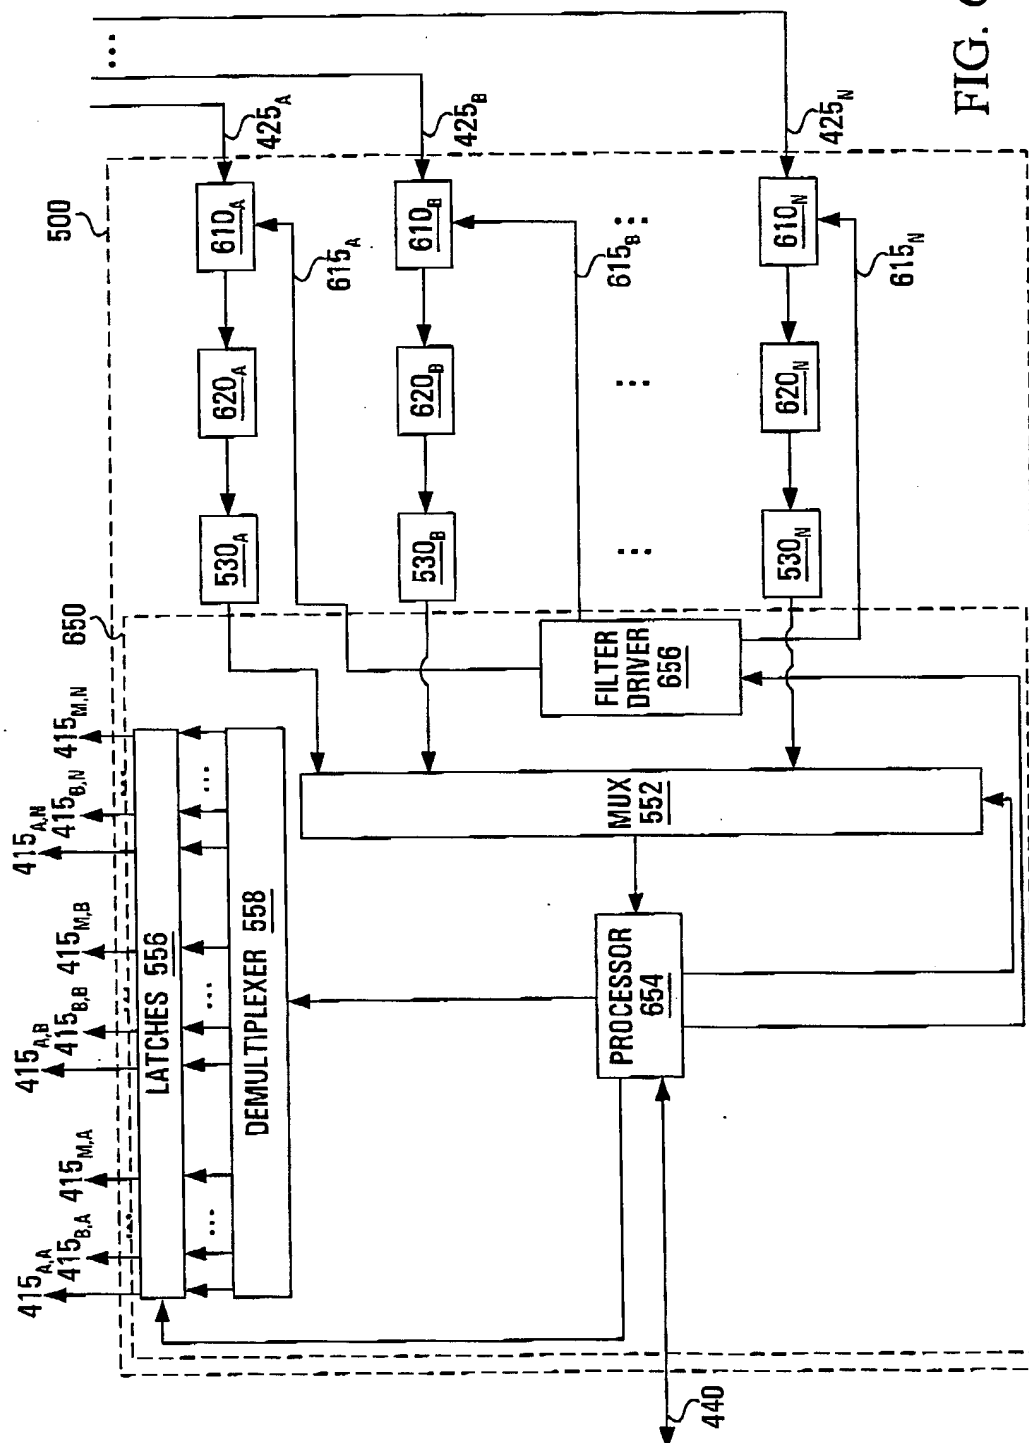 FIG. 6
500
425A
425B
425N
610A
610B
610N
615A
615B
615N
...
620A
620B
...
620N
530A
530B
...
530N
650
FILTER
DRIVER
656
MUX
552
PROCESSOR
654
LATCHES 556
DEMULTIPLEXER 558
415A,A
415B,A
...
415M,A
415A,B
415B,B
...
415M,B
415A,N
415B,N
...
415M,N
440